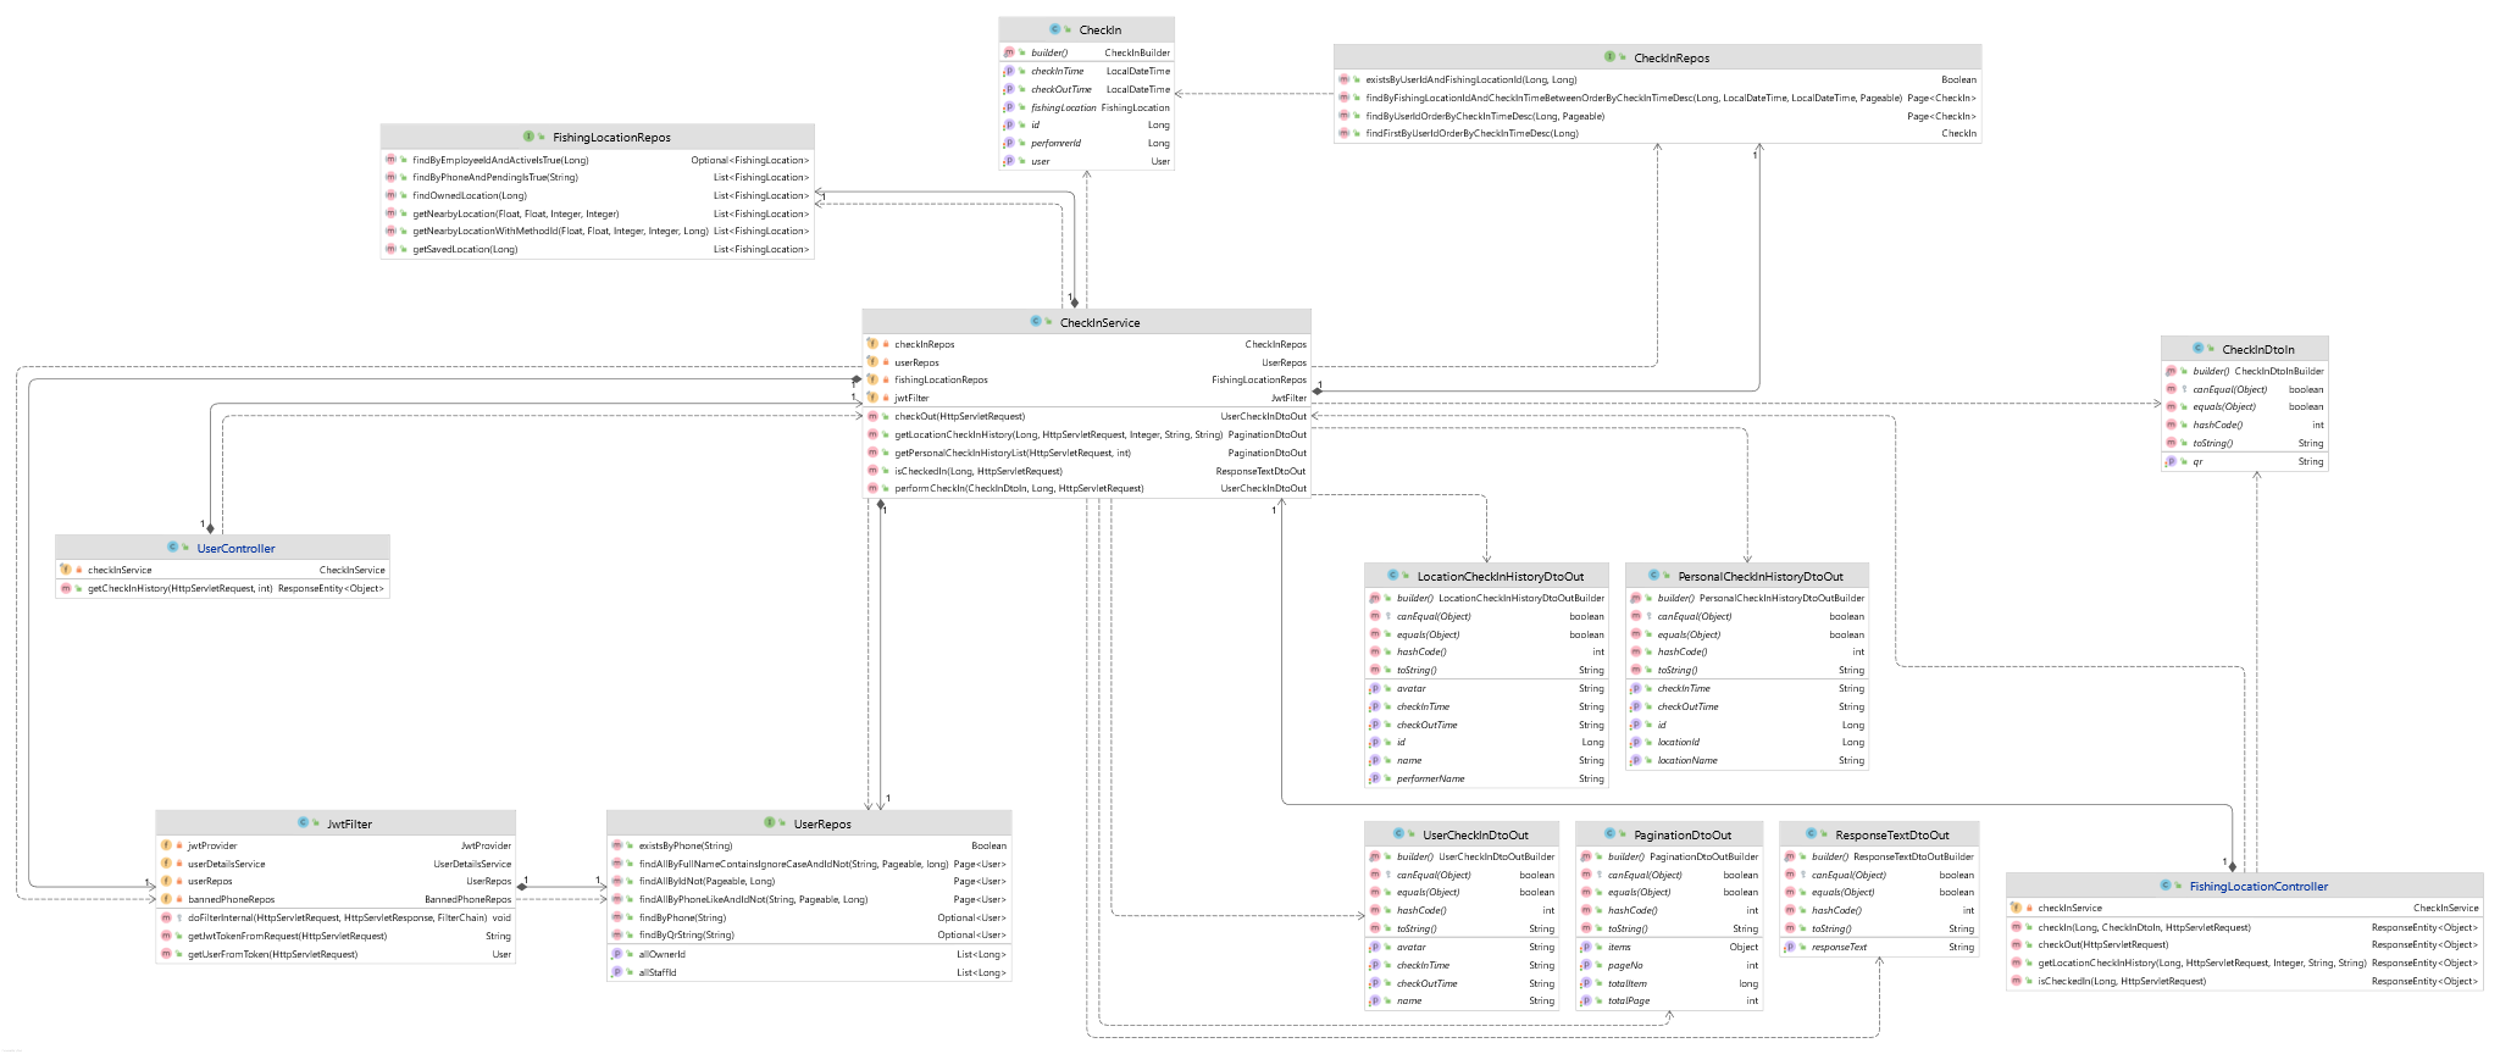 CheckIn
builder() CheckInBuilder
checkInTime LocalDateTime
checkOutTime LocalDateTime
fishingLocation FishingLocation
id Long
perfomrerId Long
user User
CheckInRepos
existsByUserIdAndFishingLocationId(Long, Long) Boolean
findByFishingLocationIdAndCheckInTimeBetweenOrderByCheckInTimeDesc(Long, LocalDateTime, LocalDateTime, Pageable) Page<CheckIn>
findByUserIdOrderByCheckInTimeDesc(Long, Pageable) Page<CheckIn>
findFirstByUserIdOrderByCheckInTimeDesc(Long) CheckIn
FishingLocationRepos
findByEmployeeIdAndActiveIsTrue(Long) Optional<FishingLocation>
findByPhoneAndPendingIsTrue(String) List<FishingLocation>
findOwnedLocation(Long) List<FishingLocation>
getNearbyLocation(Float, Float, Integer, Integer) List<FishingLocation>
getNearbyLocationWithMethodId(Float, Float, Integer, Integer, Long) List<FishingLocation>
getSavedLocation(Long) List<FishingLocation>
1
1
1
CheckInService
checkInRepos CheckInRepos
userRepos UserRepos
fishingLocationRepos FishingLocationRepos
jwtFilter JwtFilter
checkOut(HttpServletRequest) UserCheckInDtoOut
getLocationCheckInHistory(Long, HttpServletRequest, Integer, String, String) PaginationDtoOut
getPersonalCheckInHistoryList(HttpServletRequest, int) PaginationDtoOut
isCheckedIn(Long, HttpServletRequest) ResponseTextDtoOut
performCheckIn(CheckInDtoIn, Long, HttpServletRequest) UserCheckInDtoOut
1
1
1
1
1
CheckInDtoIn
builder() CheckInDtoInBuilder
canEqual(Object) boolean
equals(Object) boolean
hashCode() int
toString() String
qr String
1
UserController
checkInService CheckInService
getCheckInHistory(HttpServletRequest, int) ResponseEntity<Object>
LocationCheckInHistoryDtoOut
builder() LocationCheckInHistoryDtoOutBuilder
canEqual(Object) boolean
equals(Object) boolean
hashCode() int
toString() String
avatar String
checkInTime String
checkOutTime String
id Long
name String
performerName String
PersonalCheckInHistoryDtoOut
builder() PersonalCheckInHistoryDtoOutBuilder
canEqual(Object) boolean
equals(Object) boolean
hashCode() int
toString() String
checkInTime String
checkOutTime String
id Long
locationId Long
locationName String
JwtFilter
jwtProvider JwtProvider
userDetailsService UserDetailsService
userRepos UserRepos
bannedPhoneRepos BannedPhoneRepos
doFilterInternal(HttpServletRequest, HttpServletResponse, FilterChain) void
getJwtTokenFromRequest(HttpServletRequest) String
getUserFromToken(HttpServletRequest) User
1
1
1
1
UserRepos
existsByPhone(String) Boolean
findAllByFullNameContainsIgnoreCaseAndIdNot(String, Pageable, long) Page<User>
findAllByIdNot(Pageable, Long) Page<User>
findAllByPhoneLikeAndIdNot(String, Pageable, Long) Page<User>
findByPhone(String) Optional<User>
findByQrString(String) Optional<User>
allOwnerId List<Long>
allStaffId List<Long>
UserCheckInDtoOut
builder() UserCheckInDtoOutBuilder
canEqual(Object) boolean
equals(Object) boolean
hashCode() int
toString() String
avatar String
checkInTime String
checkOutTime String
name String
PaginationDtoOut
builder() PaginationDtoOutBuilder
canEqual(Object) boolean
equals(Object) boolean
hashCode() int
toString() String
items Object
pageNo int
totalItem long
totalPage int
ResponseTextDtoOut
builder() ResponseTextDtoOutBuilder
canEqual(Object) boolean
equals(Object) boolean
hashCode() int
toString() String
responseText String
1
FishingLocationController
checkInService CheckInService
checkIn(Long, CheckInDtoIn, HttpServletRequest) ResponseEntity<Object>
checkOut(HttpServletRequest) ResponseEntity<Object>
getLocationCheckInHistory(Long, HttpServletRequest, Integer, String, String) ResponseEntity<Object>
isCheckedIn(Long, HttpServletRequest) ResponseEntity<Object>